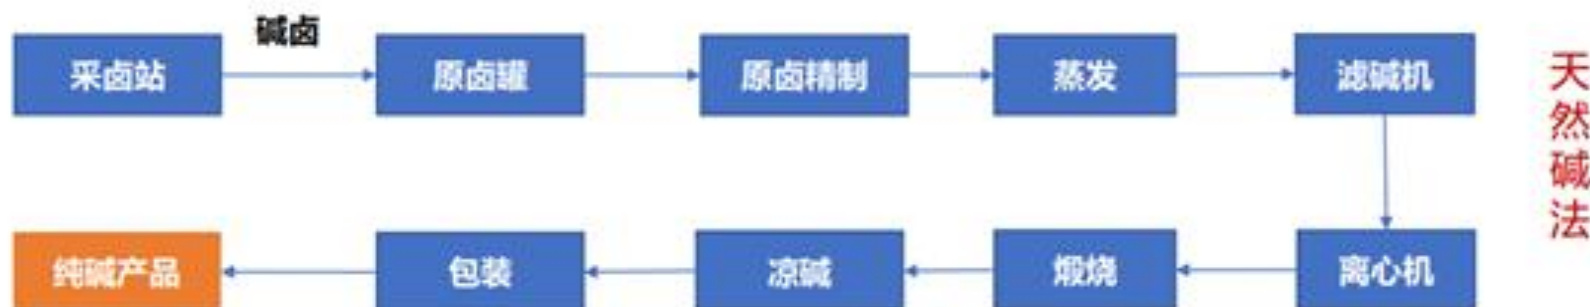 碱卤
采卤站
原卤罐
原卤精制
蒸发
滤碱机
离心机
煅烧
凉碱
包装
纯碱产品
天然碱法